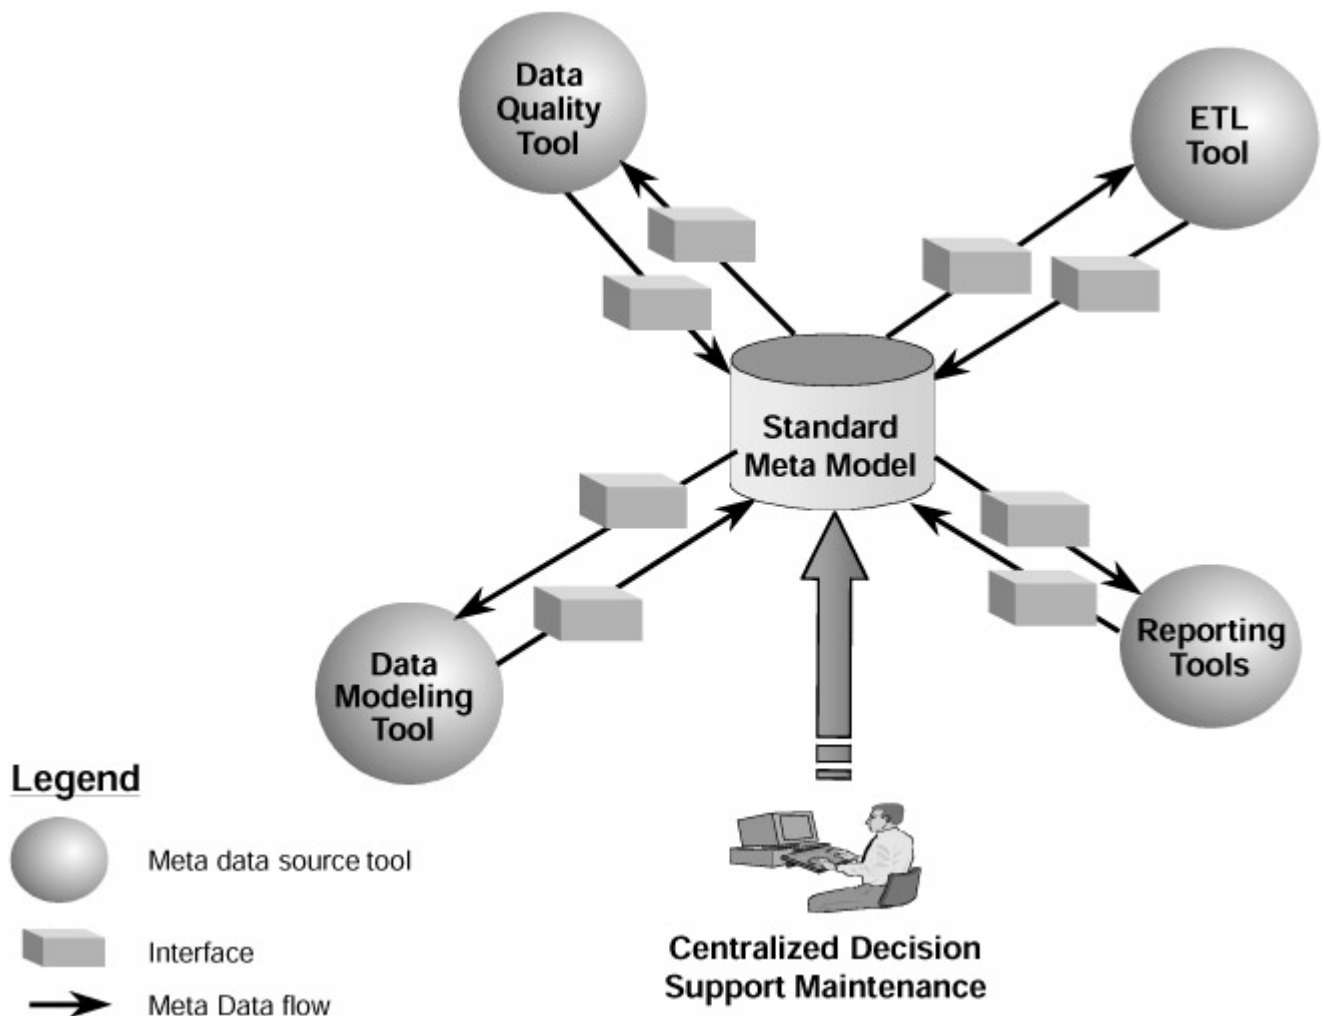 Data
Quality
Tool
ETL
Tool
Standard
Meta Model
Data
Modeling
Tool
Reporting
Tools
Legend
Meta data source tool
Interface
Meta Data flow
Centralized Decision
Support Maintenance